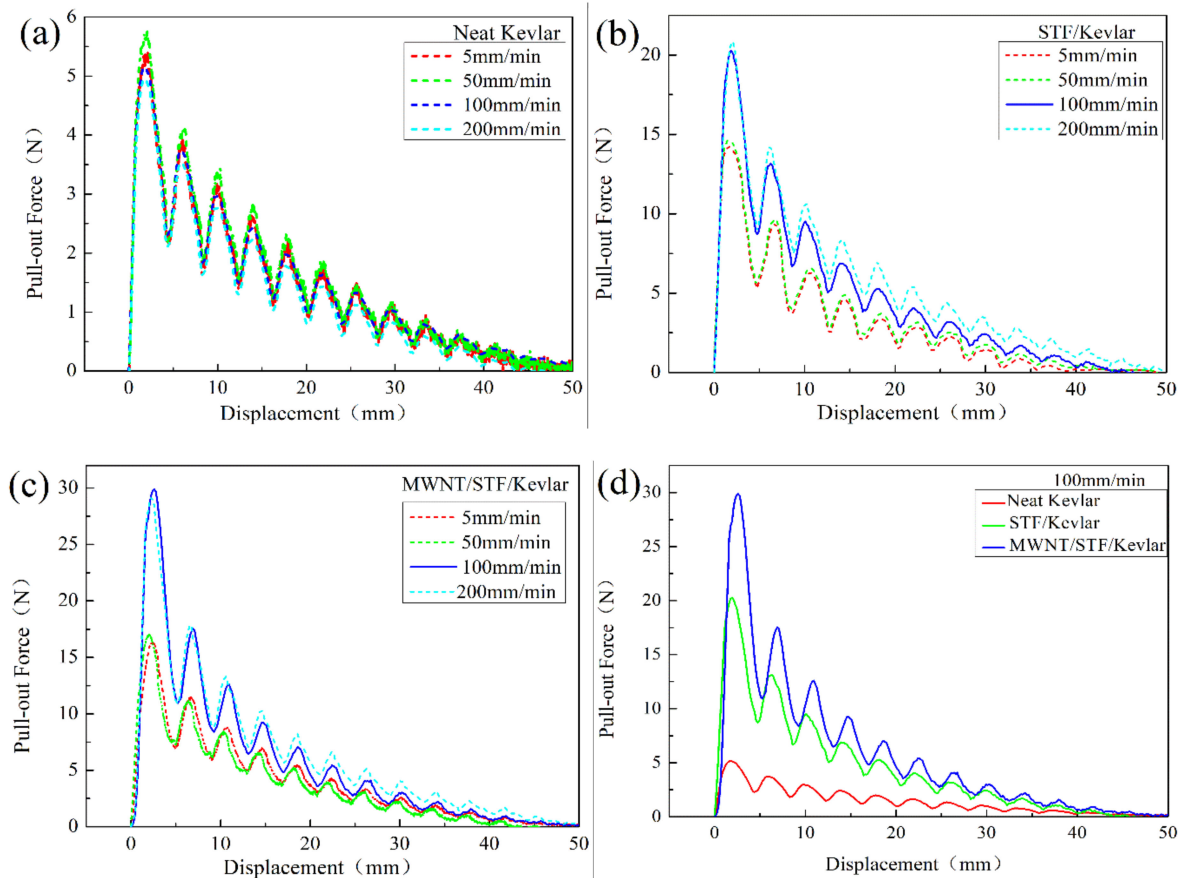 (a)
Neat Kevlar
5mm/min
50mm/min
100mm/min
200mm/min
6
5
4
3
2
1
0
Pull-out Force（N）
0 10 20 30 40 50
Displacement（mm）
(b)
STF/Kevlar
5mm/min
50mm/min
100mm/min
200mm/min
20
15
10
5
0
Pull-out Force（N）
0 10 20 30 40 50
Displacement（mm）
(c)
MWNT/STF/Kevlar
5mm/min
50mm/min
100mm/min
200mm/min
30
25
20
15
10
5
0
Pull-out Force（N）
0 10 20 30 40 50
Displacement（mm）
(d)
100mm/min
Neat Kevlar
STF/Kevlar
MWNT/STF/Kevlar
30
25
20
15
10
5
0
Pull-out Force（N）
0 10 20 30 40 50
Displacement（mm）